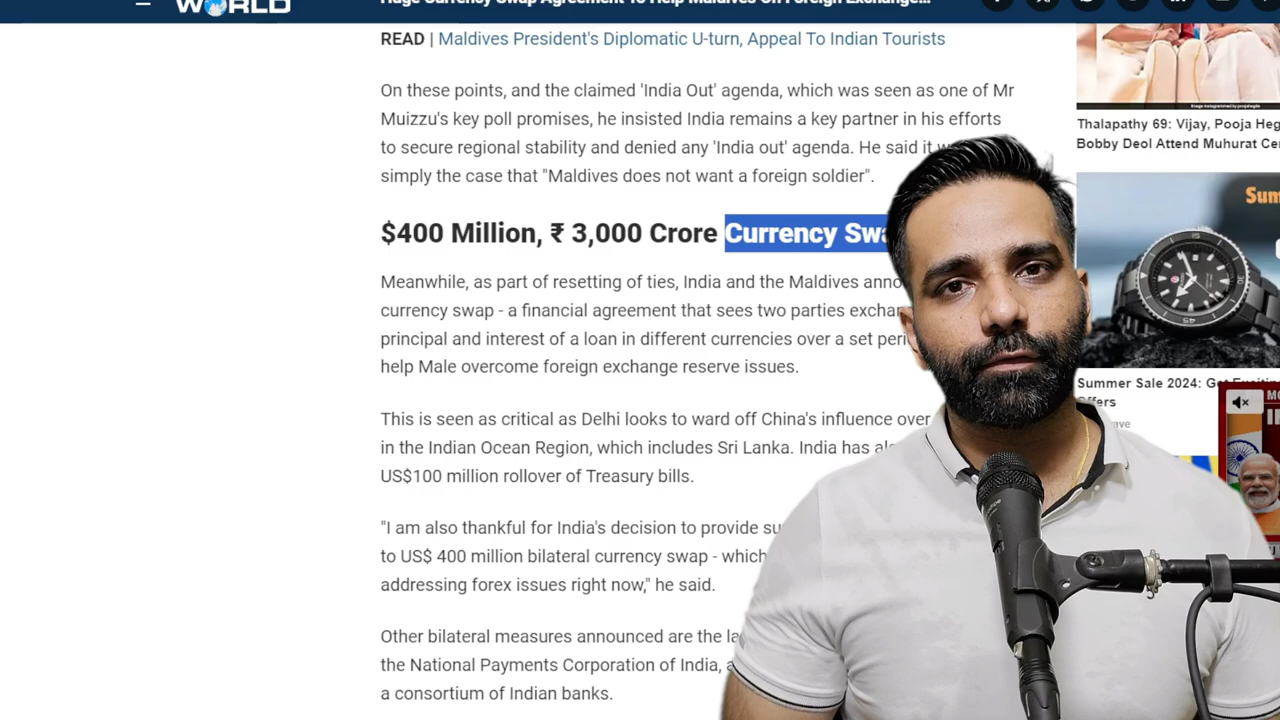 WORLD
Huge Currency Swap Agreement To Help Maldives On Foreign Exchange...
READ | Maldives President's Diplomatic U-turn, Appeal To Indian Tourists
On these points, and the claimed 'India Out' agenda, which was seen as one of Mr
Muizzu's key poll promises, he insisted India remains a key partner in his efforts
to secure regional stability and denied any 'India out' agenda. He said it
simply the case that "Maldives does not want a foreign soldier".
$400 Million, ₹ 3,000 Crore Currency Swa
Meanwhile, as part of resetting of ties, India and the Maldives anno
currency swap - a financial agreement that sees two parties exchan
principal and interest of a loan in different currencies over a set peri
help Male overcome foreign exchange reserve issues.
This is seen as critical as Delhi looks to ward off China's influence over
in the Indian Ocean Region, which includes Sri Lanka. India has al
US$100 million rollover of Treasury bills.
"I am also thankful for India's decision to provide su
to US$ 400 million bilateral currency swap - which
addressing forex issues right now," he said.
Other bilateral measures announced are the la
the National Payments Corporation of India, a
a consortium of Indian banks.
Thalapathy 69: Vijay, Pooja Heg
Bobby Deol Attend Muhurat Ce
Sum
Summer Sale 2024: Get Exciting
Offers